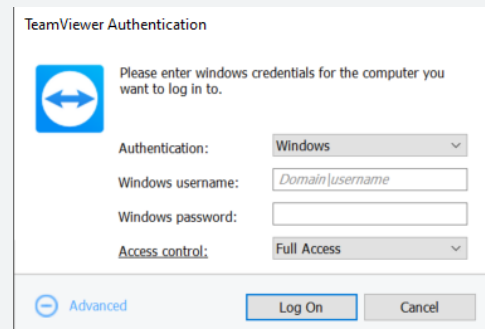 TeamViewer Authentication
Please enter windows credentials for the computer you
want to log in to.
Authentication: Windows
Windows username: Domain\username
Windows password:
Access control: Full Access
Advanced Log On Cancel